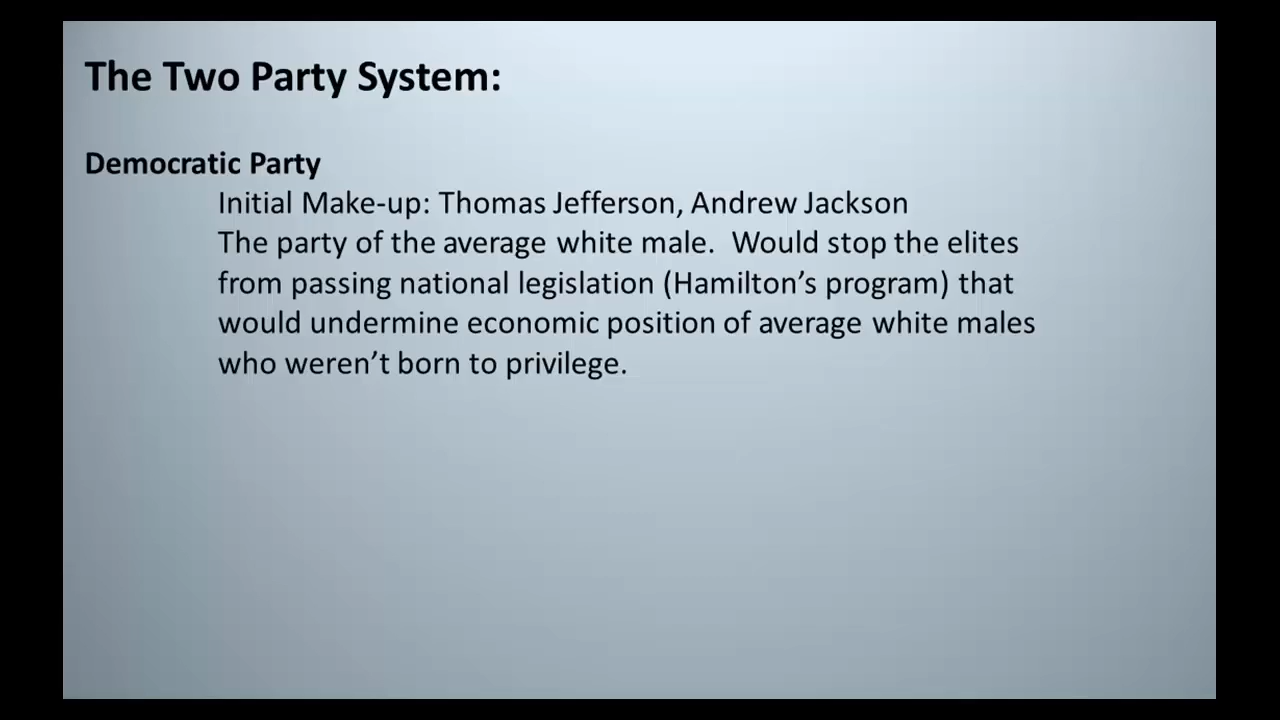 The Two Party System:
Democratic Party
Initial Make-up: Thomas Jefferson, Andrew Jackson
The party of the average white male.  Would stop the elites
from passing national legislation (Hamilton’s program) that
would undermine economic position of average white males
who weren’t born to privilege.